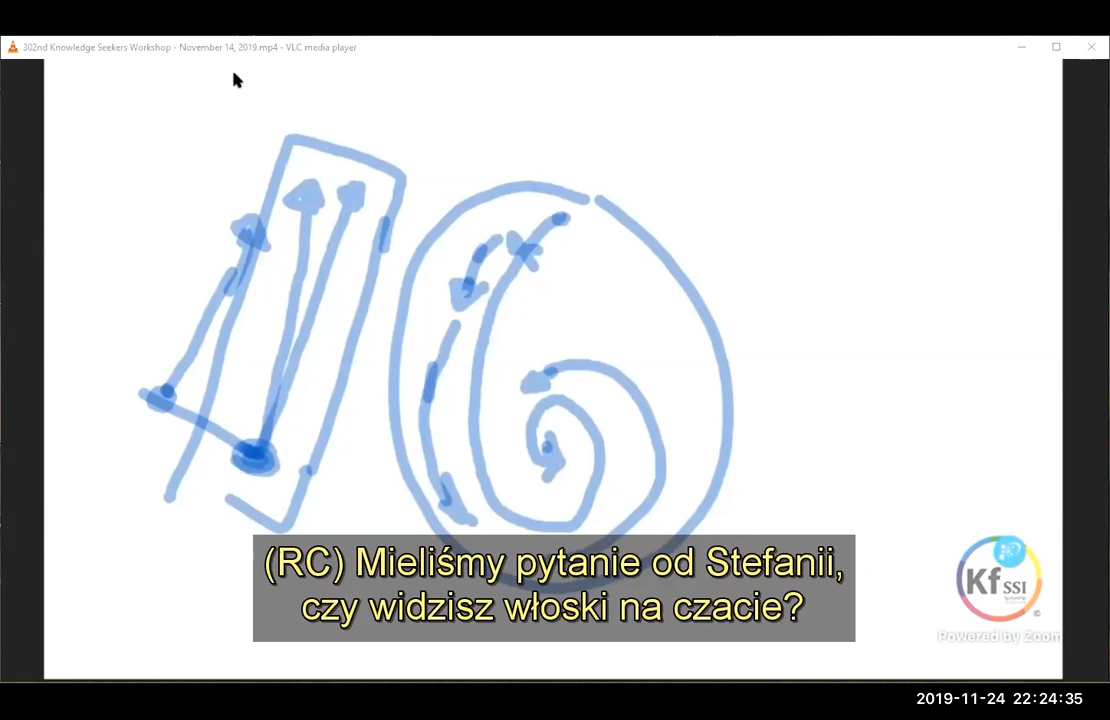 302nd Knowledge Seekers Workshop - November 14, 2019.mp4 - VLC media player
(RC) Mieliśmy pytanie od Stefanii,
czy widzisz włoski na czacie?
Kf SSI
©
Powered by Zoom
2019-11-24 22:24:35